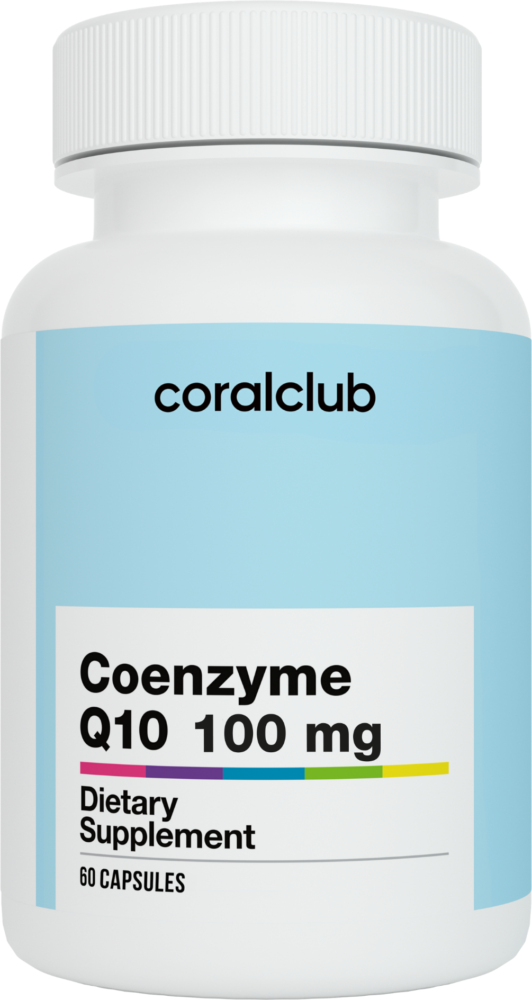 coralclub
Coenzyme
Q10 100 mg
Dietary
Supplement
60 CAPSULES